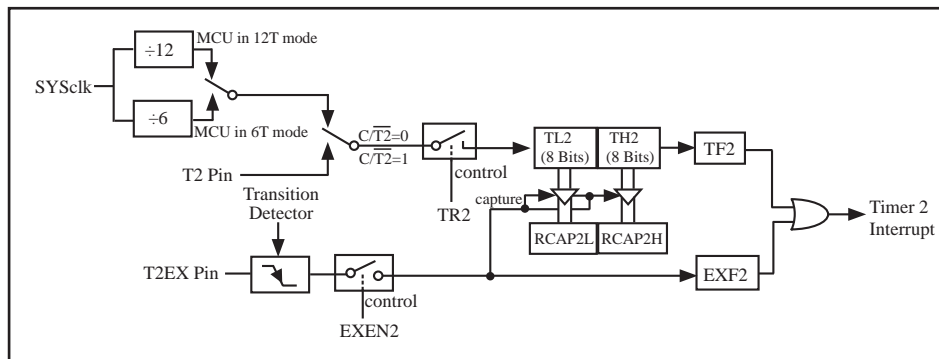 MCU in 12T mode
÷12
SYSclk
÷6
MCU in 6T mode
C/T2=0
C/T2=1
T2 Pin
control
TR2
TL2
(8 Bits)
TH2
(8 Bits)
TF2
capture
RCAP2L
RCAP2H
Timer 2
Interrupt
Transition
Detector
T2EX Pin
control
EXEN2
EXF2